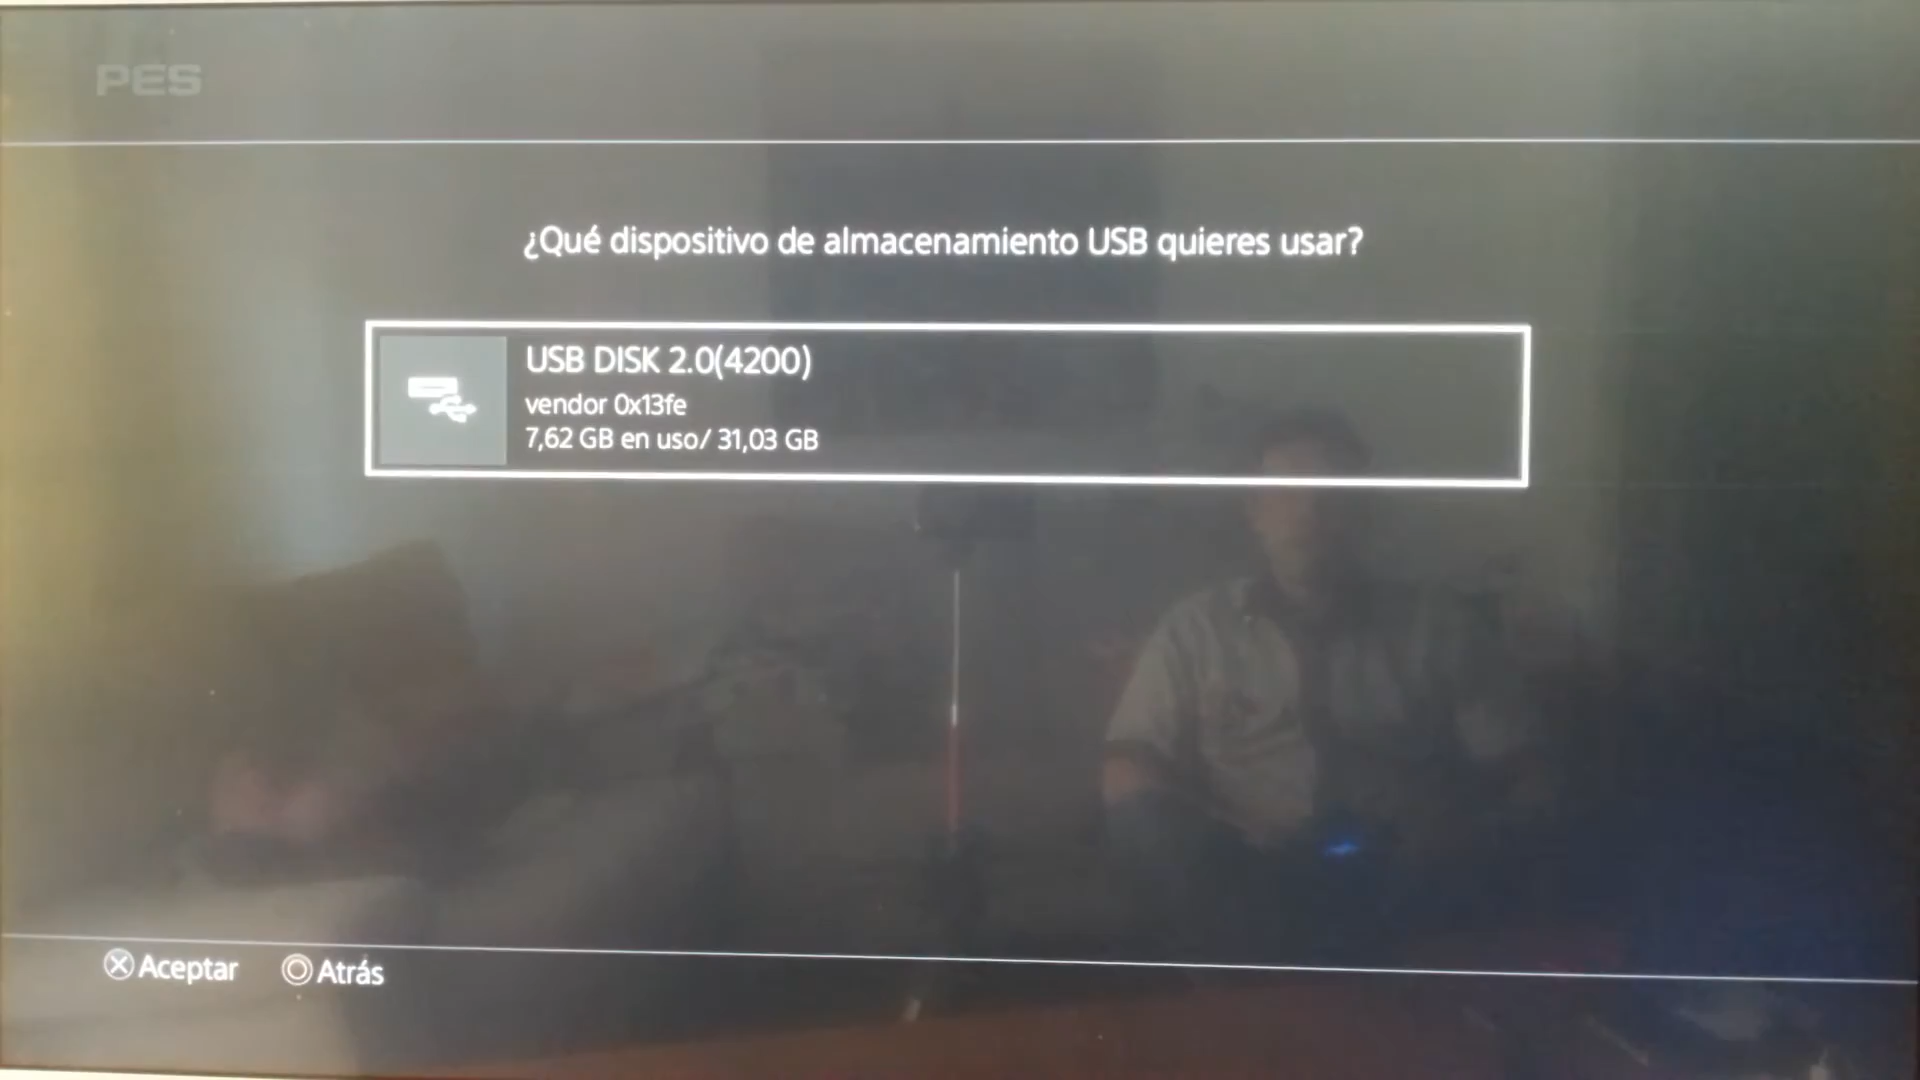 PES
¿Qué dispositivo de almacenamiento USB quieres usar?
USB DISK 2.0(4200)
vendor 0x13fe
7,62 GB en uso/ 31,03 GB
Aceptar
Atrás